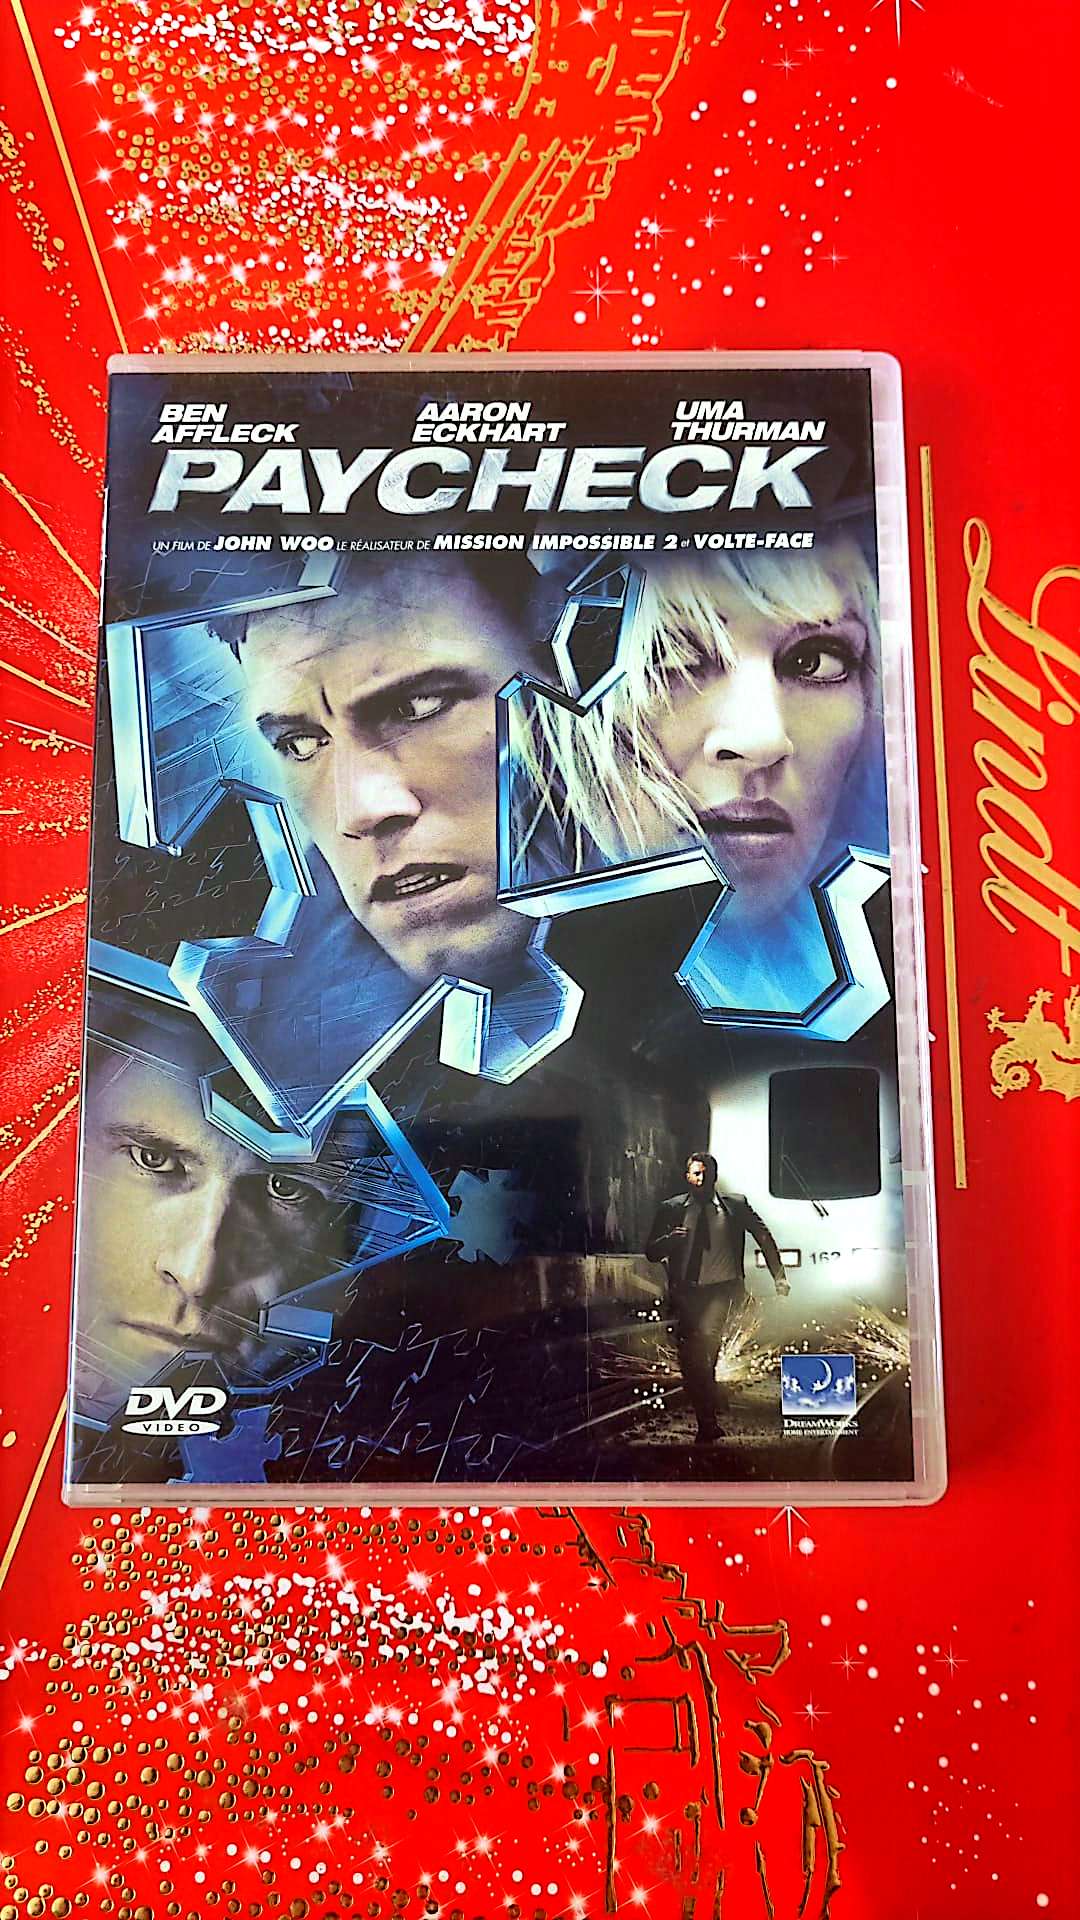 BEN AFFLECK
AARON ECKHART
UMA THURMAN
PAYCHECK
UN FILM DE JOHN WOO LE RÉALISATEUR DE MISSION IMPOSSIBLE 2 et VOLTE-FACE
Lindt
162
DVD
VIDEO
DREAMWORKS
HOME ENTERTAINMENT